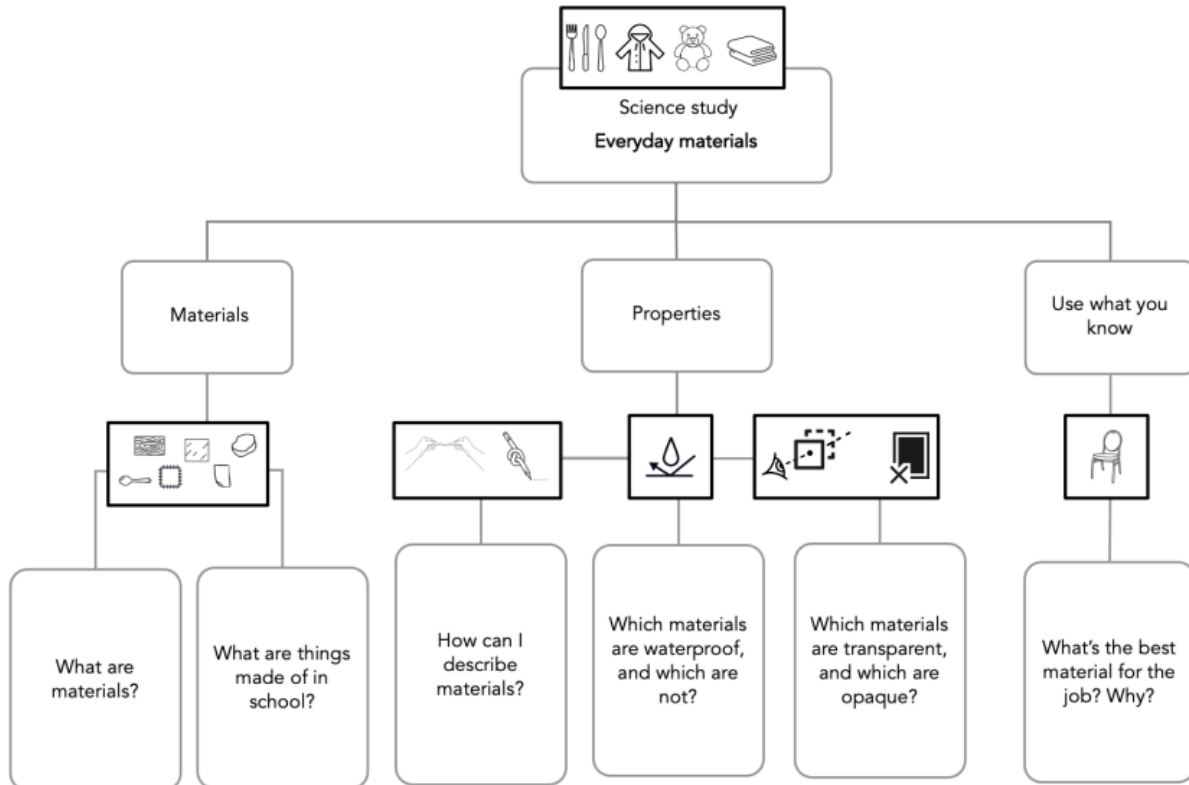 Science study
Everyday materials
Materials
Properties
Use what you
know
What are
materials?
What are things
made of in
school?
How can I
describe
materials?
Which materials
are waterproof,
and which are
not?
Which materials
are transparent,
and which are
opaque?
What's the best
material for the
job? Why?